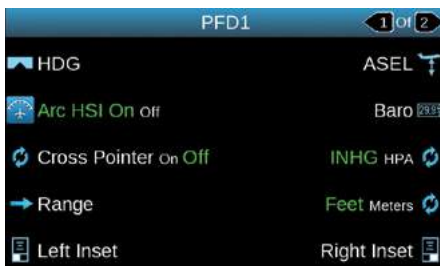 PFD1 1 Of 2
HDG ASEL
Arc HSI On Off Baro
Cross Pointer On Off INHG HPA
Range Feet Meters
Left Inset Right Inset